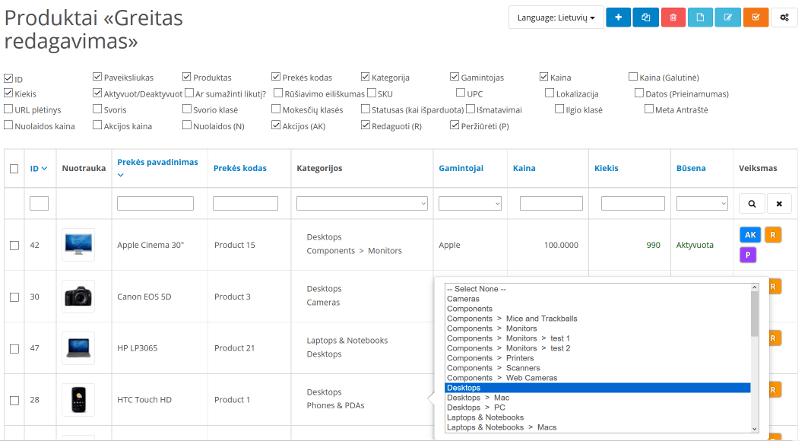 Produktai «Greitas
redagavimas»
Language: Lietuvių
ID Paveiksliukas Produktas Prekės kodas Kategorija Gamintojas Kaina Kaina (Galutinė)
Kiekis Aktyvuot/Deaktyvuot Ar sumažinti likutį? Rūšiavimo eiliškumas SKU UPC Lokalizacija Datos (Prieinamumas)
URL plėtinys Svoris Svorio klasė Mokesčių klasės Statusas (kai išparduota) Išmatavimai Ilgio klasė Meta Antraštė
Nuolaidos kaina Akcijos kaina Nuolaidos (N) Akcijos (AK) Redaguoti (R) Peržiūrėti (P)
ID Nuotrauka Prekės pavadinimas Prekės kodas Kategorijos Gamintojai Kaina Kiekis Būsena Veiksmas
42 Apple Cinema 30" Product 15 Desktops Apple 100.0000 990 Aktyvuota AK R
Components > Monitors P
30 Canon EOS 5D Product 3 Desktops R
Cameras
47 HP LP3065 Product 21 Laptops & Notebooks R
Desktops
28 HTC Touch HD Product 1 Desktops R
Phones & PDAs
-- Select None --
Cameras
Components
Components > Mice and Trackballs
Components > Monitors
Components > Monitors > test 1
Components > Monitors > test 2
Components > Printers
Components > Scanners
Components > Web Cameras
Desktops
Desktops > Mac
Desktops > PC
Laptops & Notebooks
Laptops & Notebooks > Macs